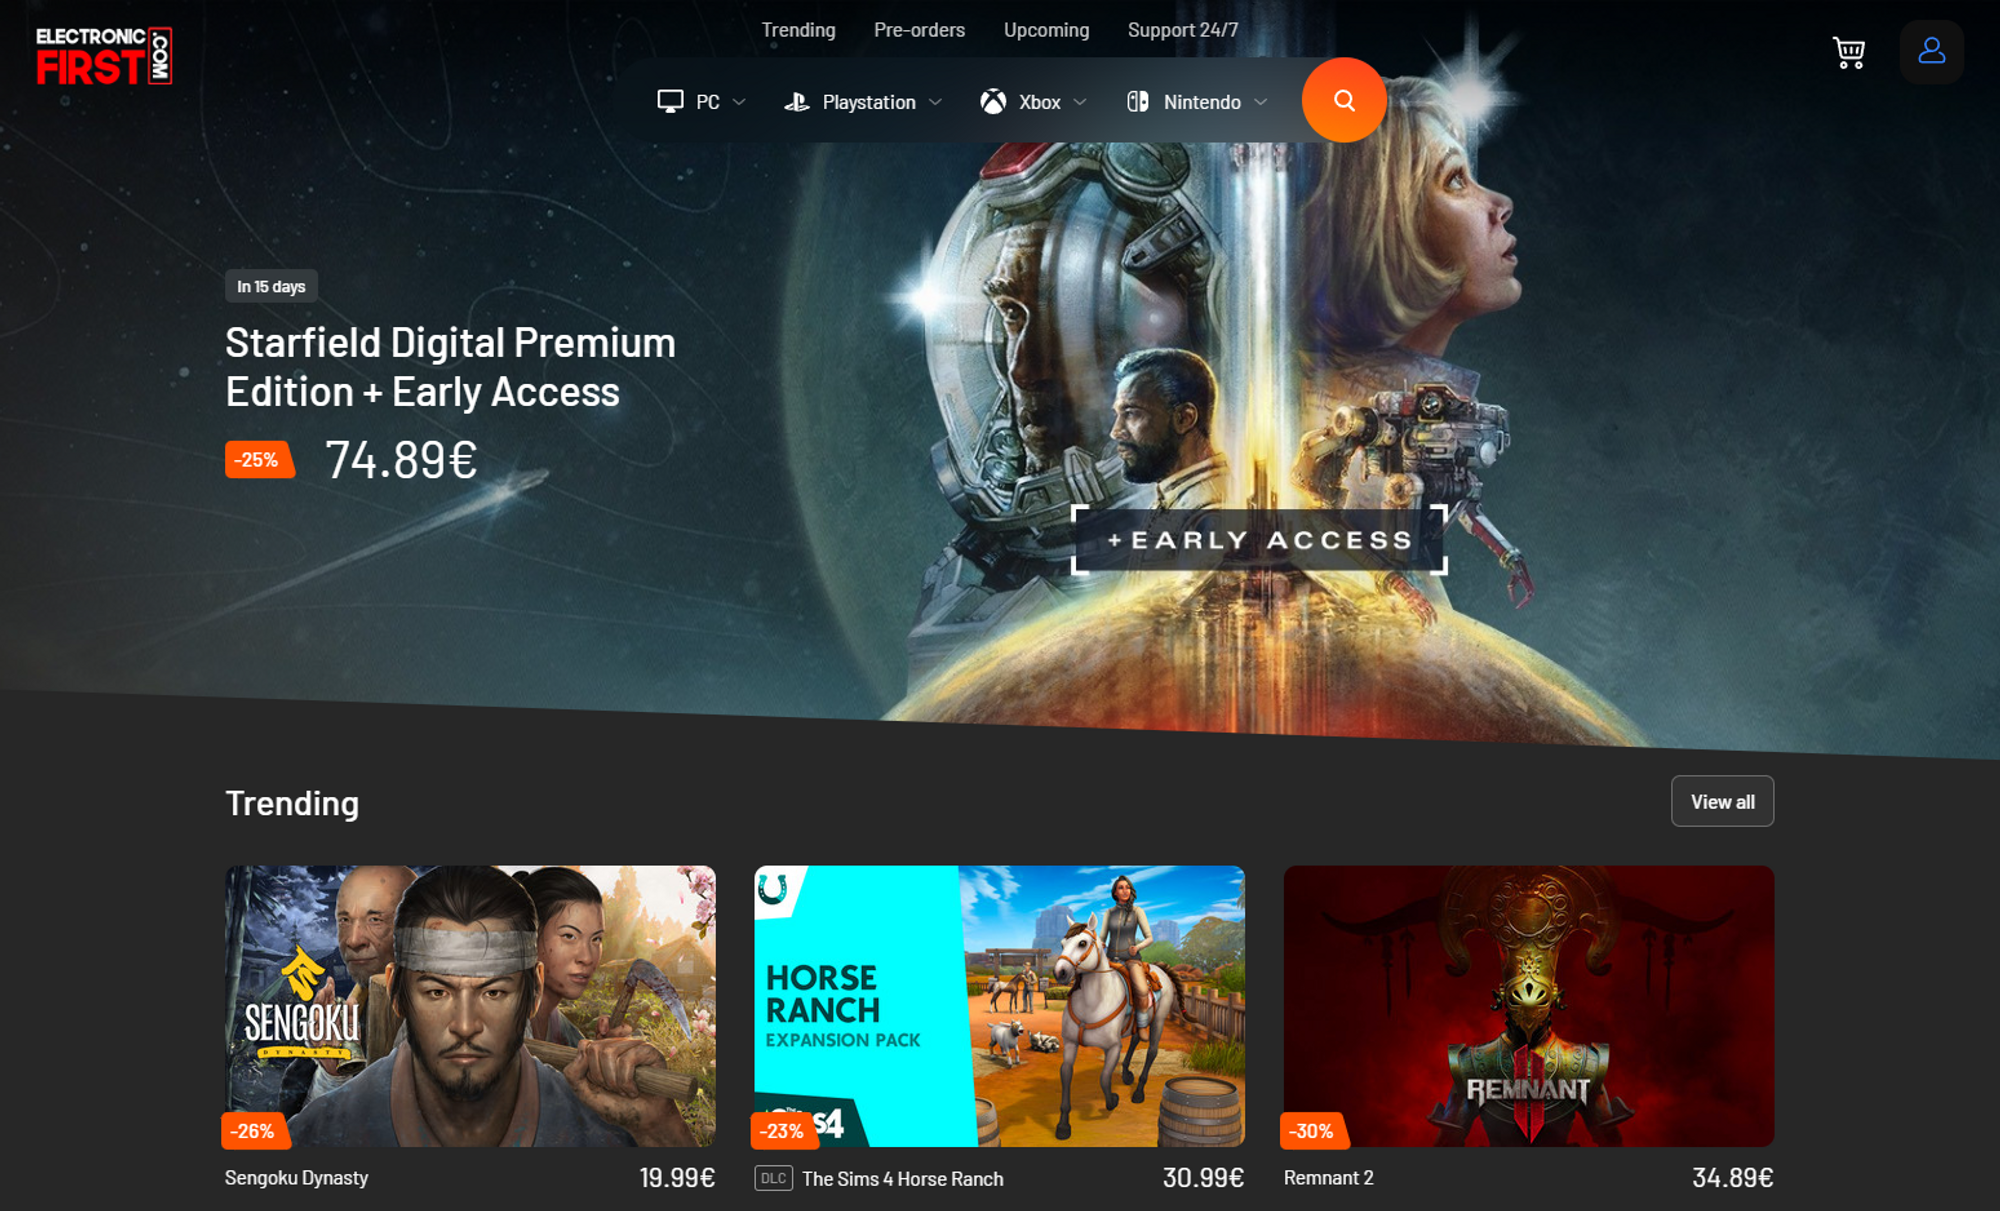 ELECTRONIC
FIRST
.COM
Trending Pre-orders Upcoming Support 24/7
PC Playstation Xbox Nintendo
In 15 days
Starfield Digital Premium
Edition + Early Access
-25% 74.89€
+EARLY ACCESS
Trending
View all
SENGOKU
DYNASTY
-26%
Sengoku Dynasty 19.99€
HORSE
RANCH
EXPANSION PACK
-23%
DLC The Sims 4 Horse Ranch 30.99€
REMNANT
II
-30%
Remnant 2 34.89€